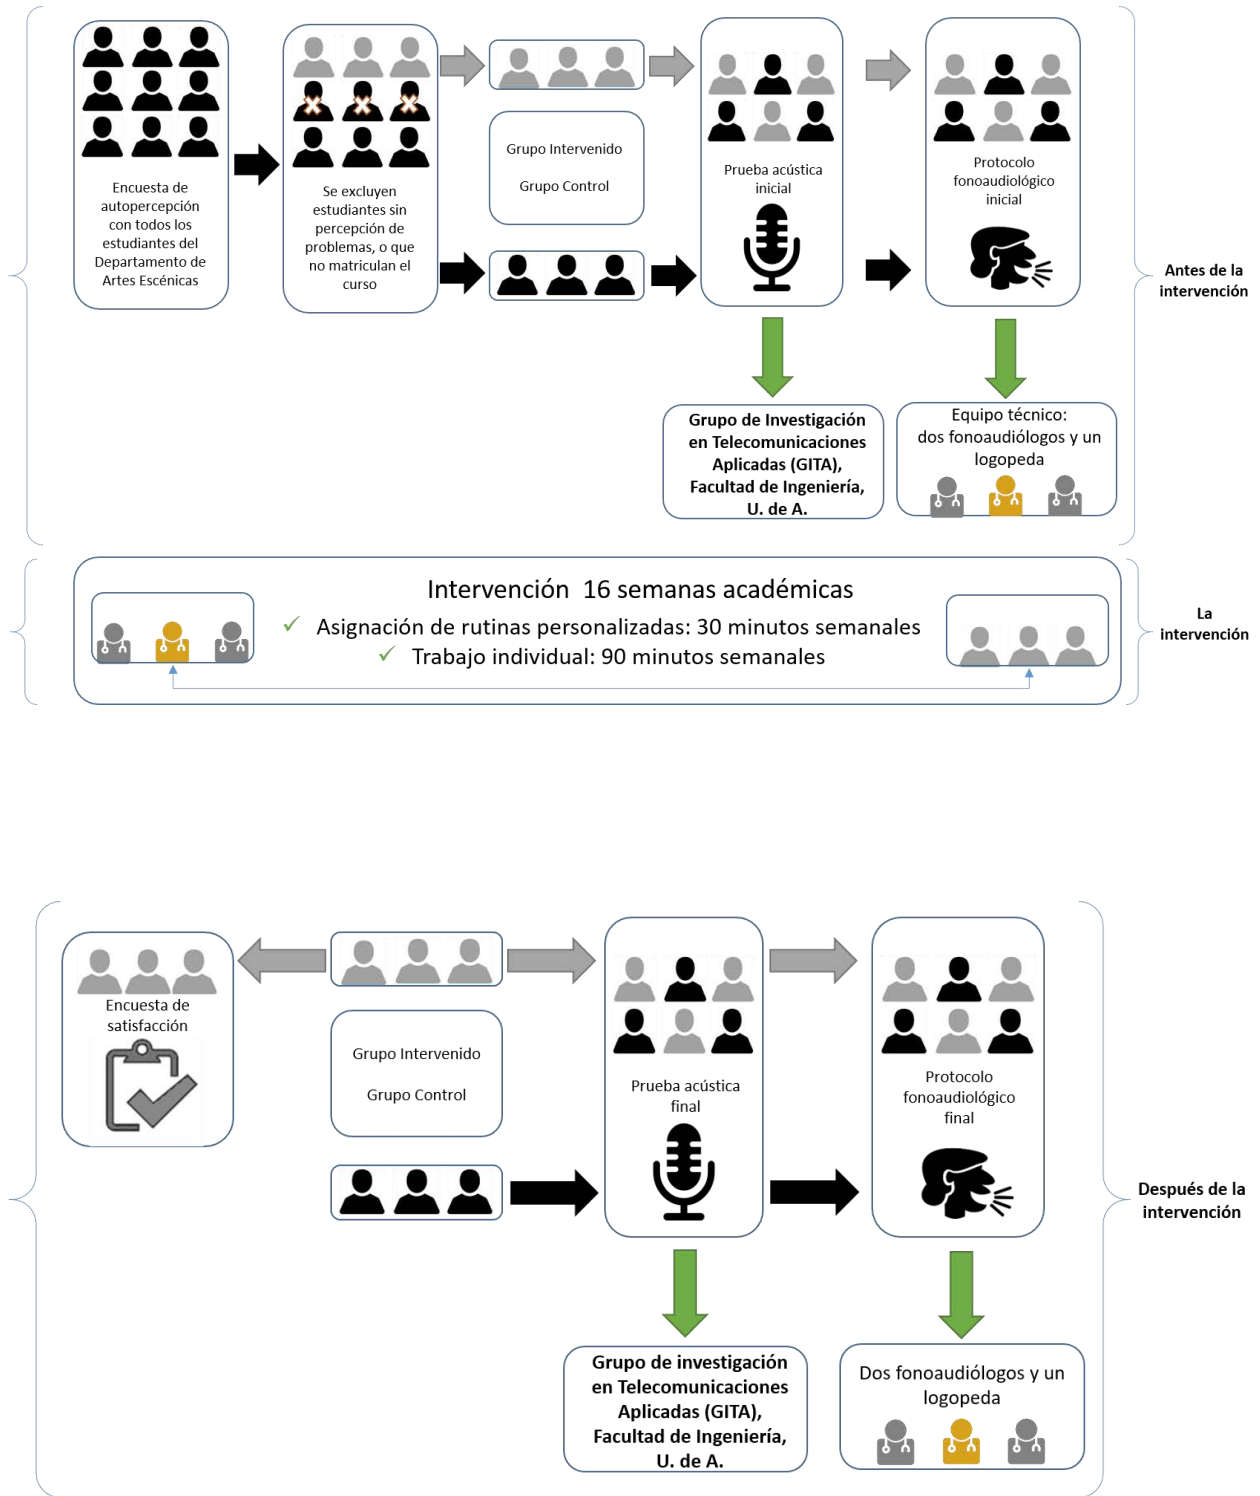 Encuesta de
autopercepción
con todos los
estudiantes del
Departamento de
Artes Escénicas
Se excluyen
estudiantes sin
percepción de
problemas, o que
no matriculan el
curso
Grupo Intervenido
Grupo Control
Prueba acústica
inicial
Protocolo
fonoaudiológico
inicial
Antes de la
intervención
Grupo de Investigación
en Telecomunicaciones
Aplicadas (GITA),
Facultad de Ingeniería,
U. de A.
Equipo técnico:
dos fonoaudiólogos y un
logopeda
Intervención 16 semanas académicas
Asignación de rutinas personalizadas: 30 minutos semanales
Trabajo individual: 90 minutos semanales
La
intervención
Encuesta de
satisfacción
Grupo Intervenido
Grupo Control
Prueba acústica
final
Protocolo
fonoaudiológico
final
Después de la
intervención
Grupo de investigación
en Telecomunicaciones
Aplicadas (GITA),
Facultad de Ingeniería,
U. de A.
Dos fonoaudiólogos y un
logopeda